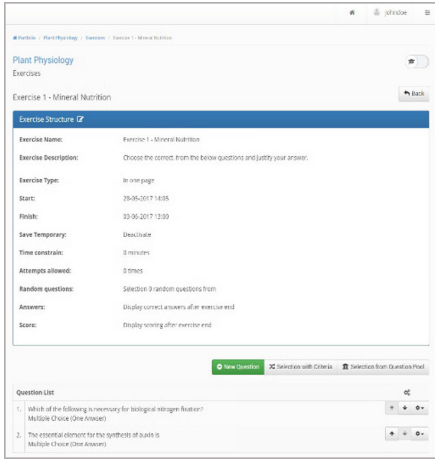 johndoe
Portfolio / Plant Physiology / Exercises / Exercise 1 - Mineral Nutrition
Plant Physiology
Exercises
Exercise 1 - Mineral Nutrition
Back
Exercise Structure
Exercise Name: Exercise 1 - Mineral Nutrition
Exercise Description: Choose the correct, from the below questions and justify your answer.
Exercise Type: In one page
Start: 28-05-2017 14:05
Finish: 03-06-2017 13:00
Save Temporary: Deactivate
Time constrain: 0 minutes
Attempts allowed: 0 times
Random questions: Selection 0 random questions from
Answers: Display correct answers after exercise end
Score: Display scoring after exercise end
New Question Selection with Criteria Selection from Question Pool
Question List
1. Which of the following is necessary for biological nitrogen fixation?
Multiple Choice (One Answer)
2. The essential element for the synthesis of auxin is
Multiple Choice (One Answer)